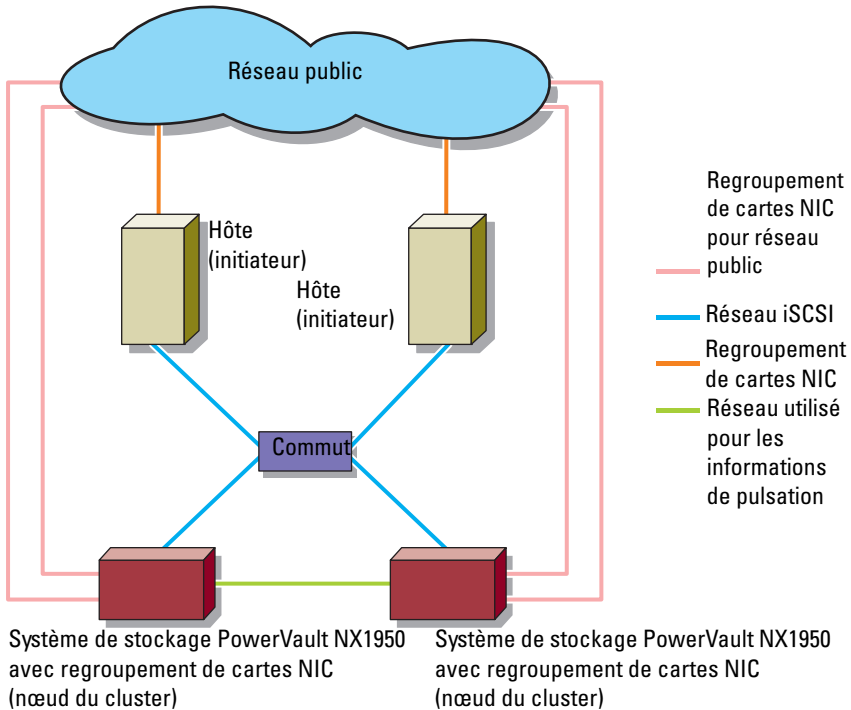 Réseau public
Hôte
(initiateur)
Hôte
(initiateur)
Regroupement
de cartes NIC
pour réseau
public
Réseau iSCSI
Regroupement
de cartes NIC
Réseau utilisé
pour les
informations
de pulsation
Commut
Système de stockage PowerVault NX1950
avec regroupement de cartes NIC
(nœud du cluster)
Système de stockage PowerVault NX1950
avec regroupement de cartes NIC
(nœud du cluster)